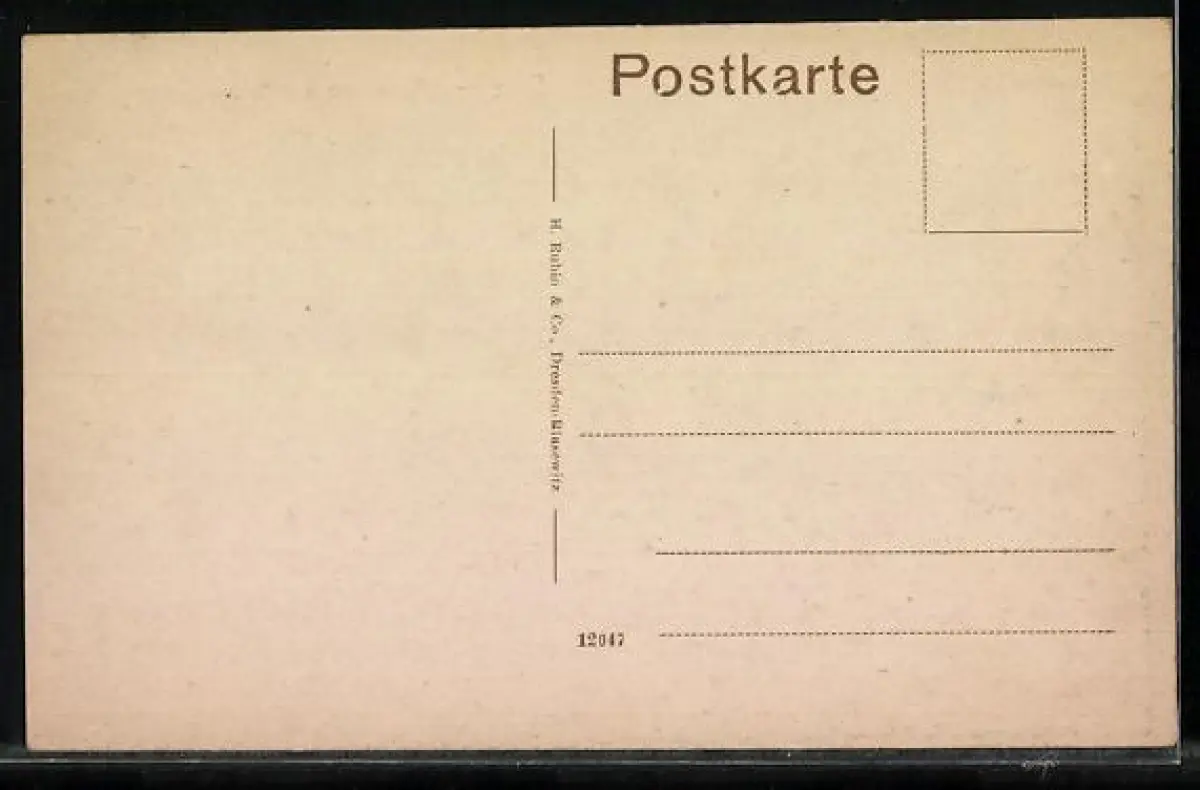 Postkarte
H. Rubin & Co., Dresden-Blasewitz
12047